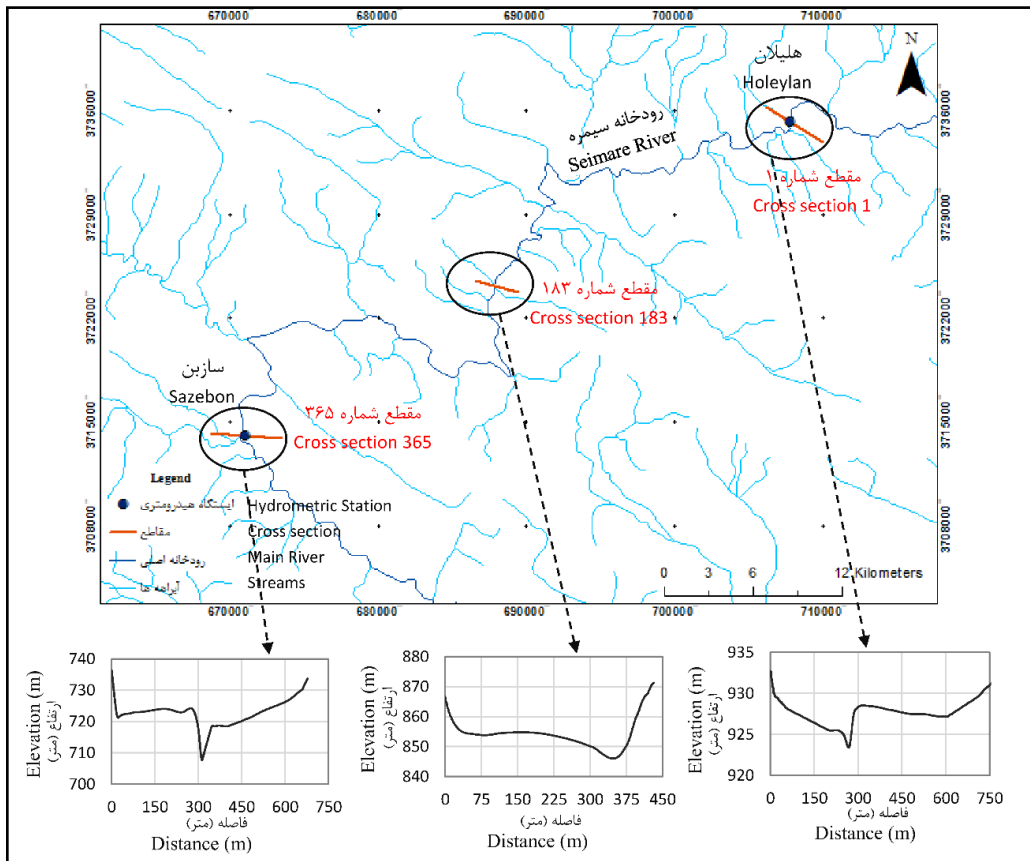 670000
680000
690000
700000
710000
N
3736000
3729000
3722000
3715000
3708000
3736000
3729000
3722000
3715000
3708000
هلیلان
Holeylan
رودخانه سیمره
Seimare River
مقطع شماره ۱
Cross section 1
مقطع شماره ۱۸۳
Cross section 183
سازبن
Sazebon
مقطع شماره ۳۶۵
Cross section 365
Legend
ایستگاه هیدرومتری Hydrometric Station
مقاطع Cross section
رودخانه اصلی Main River
آبراهه ها Streams
0 3 6 12 Kilometers
670000
680000
690000
700000
710000
Elevation (m)
ارتفاع (متر)
740
730
720
710
700
0 150 300 450 600 750
فاصله (متر)
Distance (m)
Elevation (m)
ارتفاع (متر)
880
870
860
850
840
0 75 150 225 300 375 450
فاصله (متر)
Distance (m)
Elevation (m)
ارتفاع (متر)
935
930
925
920
0 150 300 450 600 750
فاصله (متر)
Distance (m)